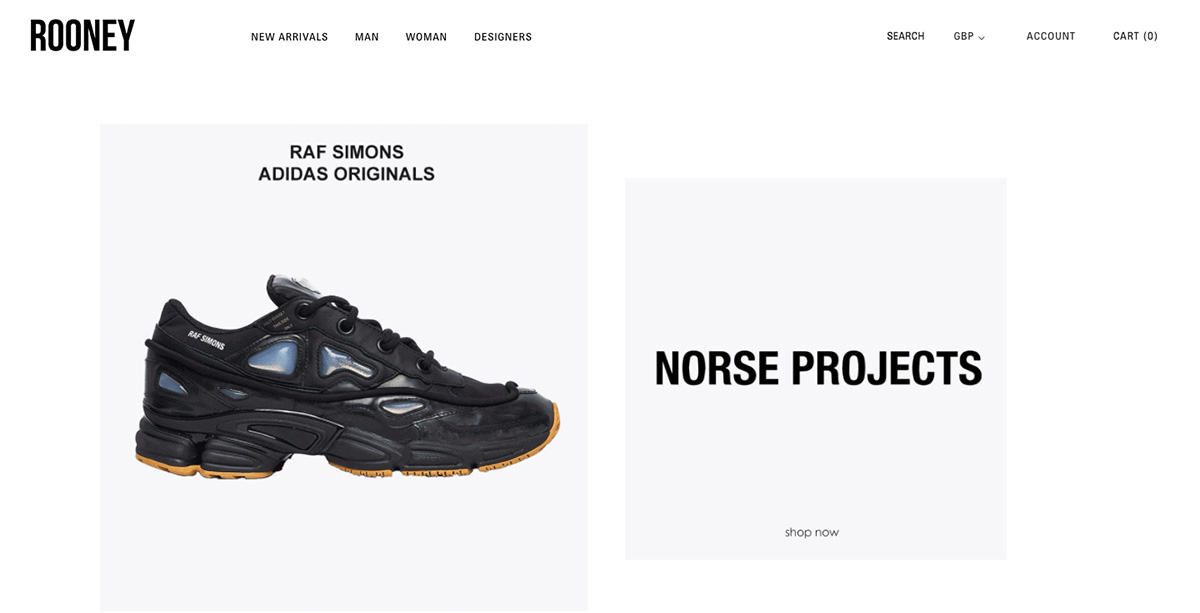 ROONEY
NEW ARRIVALS MAN WOMAN DESIGNERS
SEARCH GBP ACCOUNT CART (0)
RAF SIMONS
ADIDAS ORIGINALS
RAF SIMONS
NORSE PROJECTS
shop now